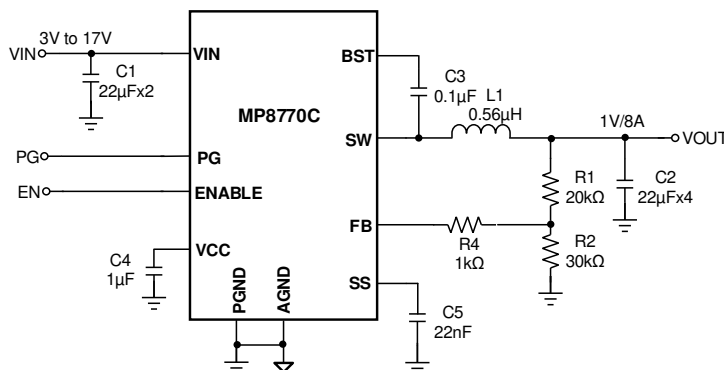 3V to 17V
VIN
C1
22µFx2
VIN
BST
C3
0.1µF
L1
0.56µH
MP8770C
SW
1V/8A
VOUT
PG
PG
EN
ENABLE
R1
20kΩ
C2
22µFx4
FB
R4
1kΩ
R2
30kΩ
VCC
C4
1µF
SS
C5
22nF
PGND
AGND